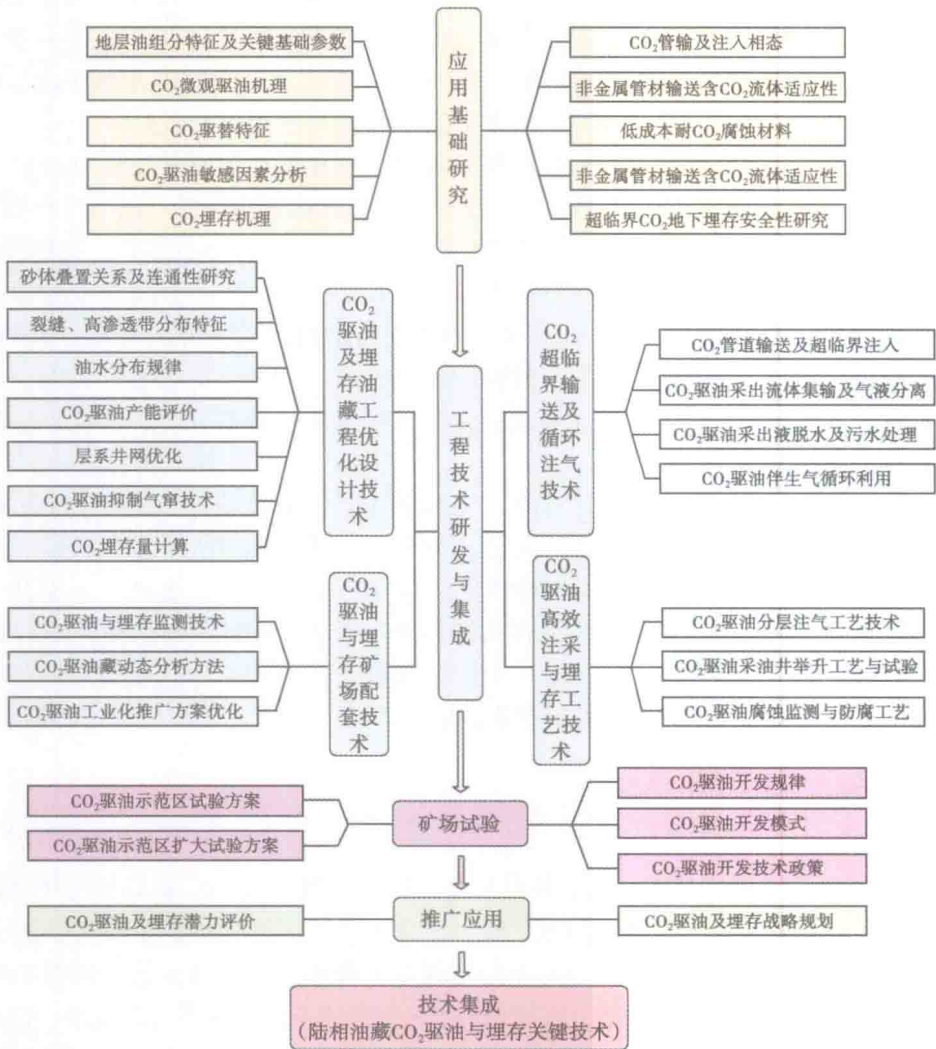 应用基础研究
地层油组分特征及关键基础参数
CO₂微观驱油机理
CO₂驱替特征
CO₂驱油敏感因素分析
CO₂埋存机理
CO₂管输及注入相态
非金属管材输送含CO₂流体适应性
低成本耐CO₂腐蚀材料
非金属管材输送含CO₂流体适应性
超临界CO₂地下埋存安全性研究
工程技术研发与集成
CO₂驱油及埋存油藏工程优化设计技术
砂体叠置关系及连通性研究
裂缝、高渗透带分布特征
油水分布规律
CO₂驱油产能评价
层系井网优化
CO₂驱油抑制气窜技术
CO₂埋存量计算
CO₂驱油与埋存矿场配套技术
CO₂驱油与埋存监测技术
CO₂驱油藏动态分析方法
CO₂驱油工业化推广方案优化
CO₂超临界输送及循环注气技术
CO₂管道输送及超临界注入
CO₂驱油采出流体集输及气液分离
CO₂驱油采出液脱水及污水处理
CO₂驱油伴生气循环利用
CO₂驱油高效注采与埋存工艺技术
CO₂驱油分层注气工艺技术
CO₂驱油采油井举升工艺与试验
CO₂驱油腐蚀监测与防腐工艺
矿场试验
CO₂驱油示范区试验方案
CO₂驱油示范区扩大试验方案
CO₂驱油开发规律
CO₂驱油开发模式
CO₂驱油开发技术政策
推广应用
CO₂驱油及埋存潜力评价
CO₂驱油及埋存战略规划
技术集成
（陆相油藏CO₂驱油与埋存关键技术）